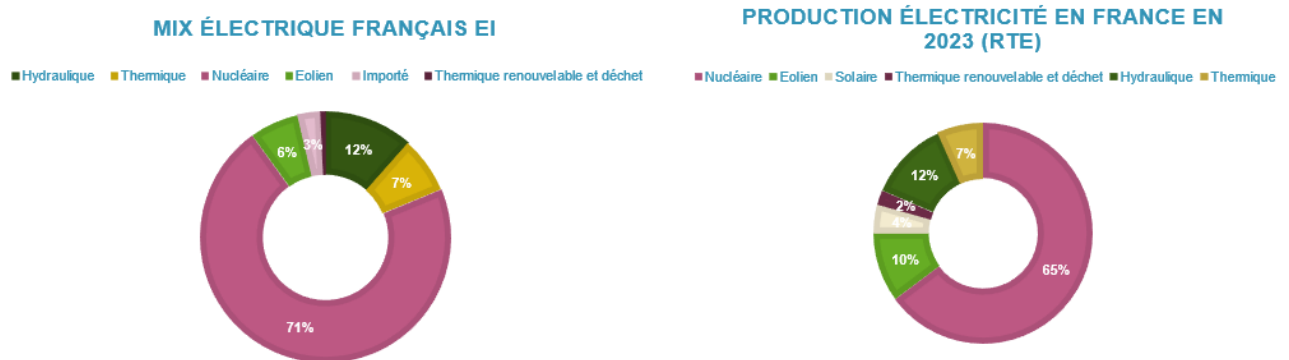 MIX ÉLECTRIQUE FRANÇAIS EI
Hydraulique Thermique Nucléaire Eolien Importé Thermique renouvelable et déchet
3%
6%
12%
7%
71%
PRODUCTION ÉLECTRICITÉ EN FRANCE EN
2023 (RTE)
Nucléaire Eolien Solaire Thermique renouvelable et déchet Hydraulique Thermique
7%
12%
2%
4%
10%
65%